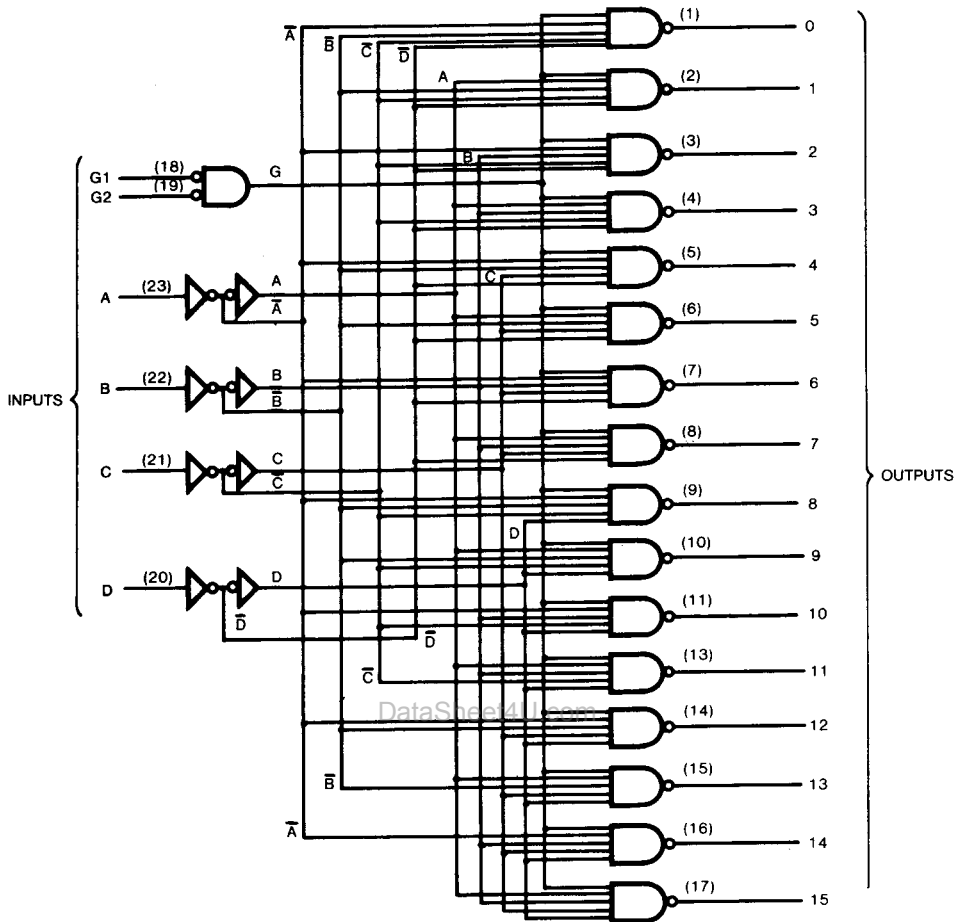 A̅ B̅ C̅ D̅ (1) 0
A (2) 1
B (3) 2
G1 (18) G
G2 (19)
(4) 3
C (5) 4
A (23) A
A̅
(6) 5
B (22) B
B̅
(7) 6
INPUTS
C (21) C
C̅
(8) 7
OUTPUTS
D (9) 8
(10) 9
D (20) D
D̅ D̅
(11) 10
C̅ (13) 11
DataSheet4U.com
(14) 12
B̅ (15) 13
A̅ (16) 14
(17) 15